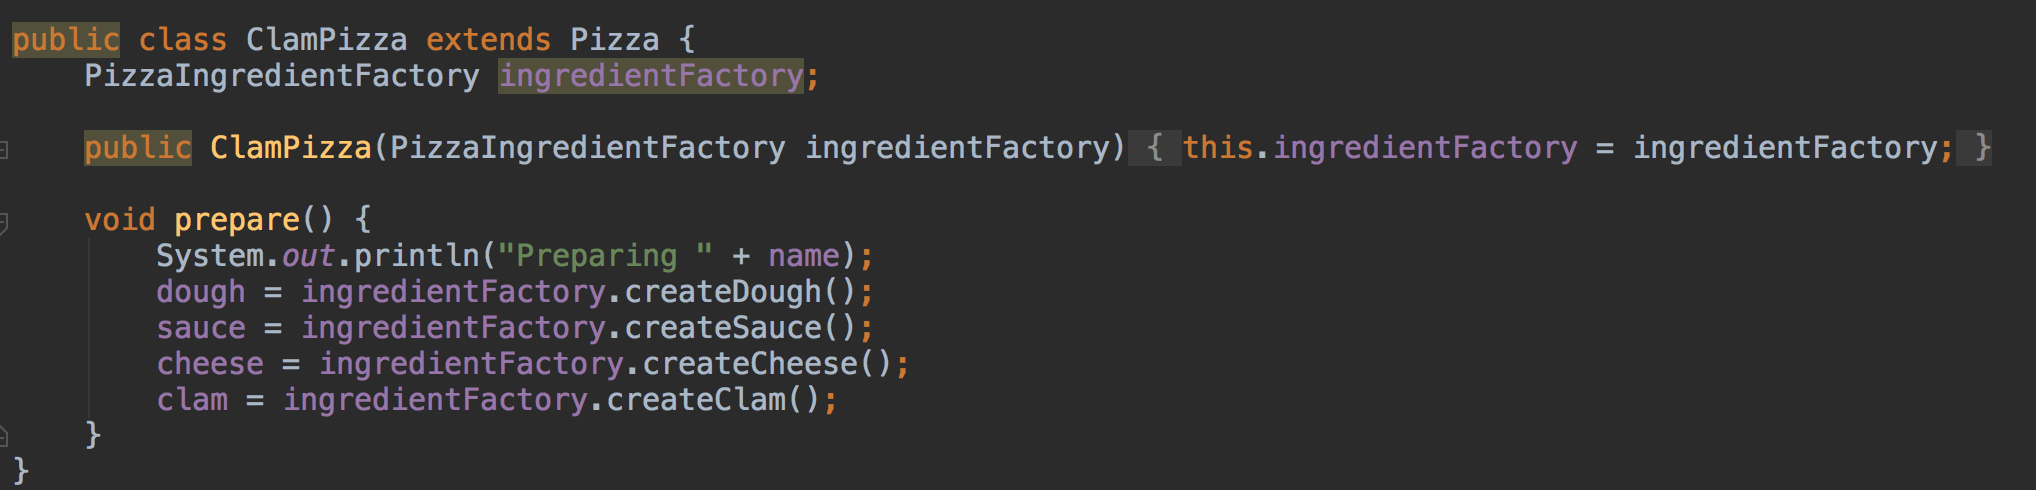 public class ClamPizza extends Pizza {
    PizzaIngredientFactory ingredientFactory;
    public ClamPizza(PizzaIngredientFactory ingredientFactory) { this.ingredientFactory = ingredientFactory; }
    void prepare() {
        System.out.println("Preparing " + name);
        dough = ingredientFactory.createDough();
        sauce = ingredientFactory.createSauce();
        cheese = ingredientFactory.createCheese();
        clam = ingredientFactory.createClam();
    }
}